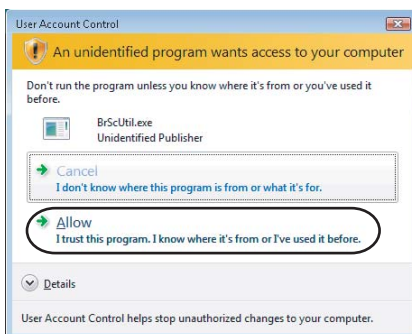 User Account Control
An unidentified program wants access to your computer
Don't run the program unless you know where it's from or you've used it
before.
BrScUtil.exe
Unidentified Publisher
Cancel
I don't know where this program is from or what it's for.
Allow
I trust this program. I know where it's from or I've used it before.
Details
User Account Control helps stop unauthorized changes to your computer.